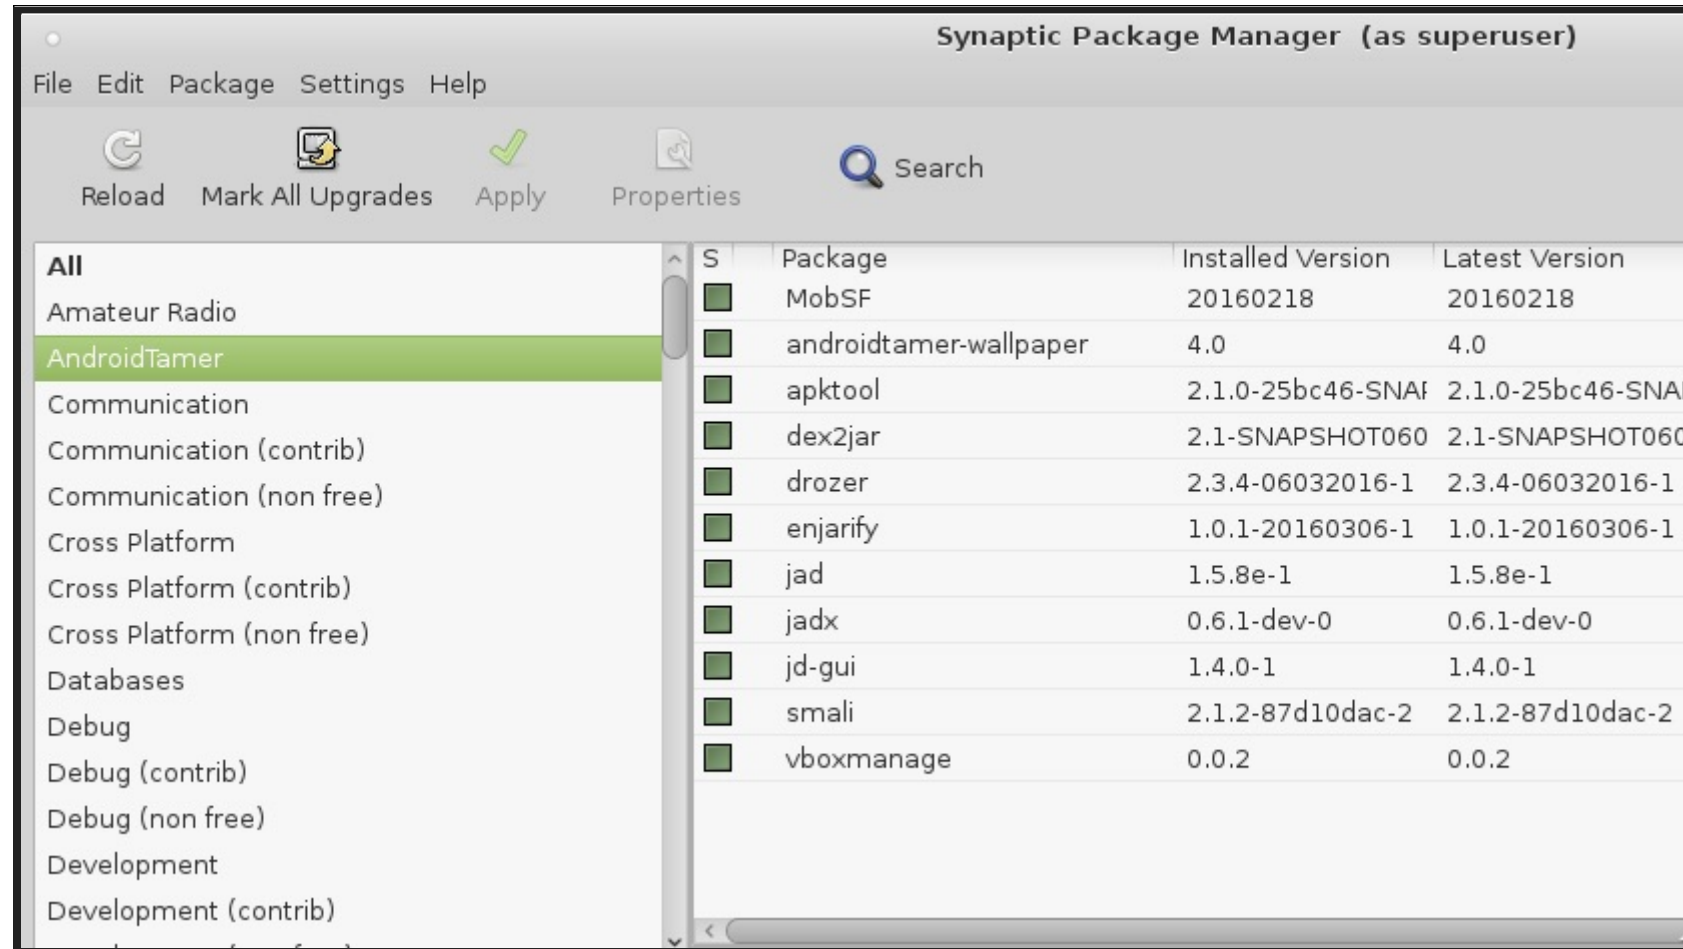 Synaptic Package Manager (as superuser)
File Edit Package Settings Help
Reload Mark All Upgrades Apply Properties Search
All
Amateur Radio
AndroidTamer
Communication
Communication (contrib)
Communication (non free)
Cross Platform
Cross Platform (contrib)
Cross Platform (non free)
Databases
Debug
Debug (contrib)
Debug (non free)
Development
Development (contrib)
S Package Installed Version Latest Version
MobSF 20160218 20160218
androidtamer-wallpaper 4.0 4.0
apktool 2.1.0-25bc46-SNAP 2.1.0-25bc46-SNA
dex2jar 2.1-SNAPSHOT060 2.1-SNAPSHOT060
drozer 2.3.4-06032016-1 2.3.4-06032016-1
enjarify 1.0.1-20160306-1 1.0.1-20160306-1
jad 1.5.8e-1 1.5.8e-1
jadx 0.6.1-dev-0 0.6.1-dev-0
jd-gui 1.4.0-1 1.4.0-1
smali 2.1.2-87d10dac-2 2.1.2-87d10dac-2
vboxmanage 0.0.2 0.0.2